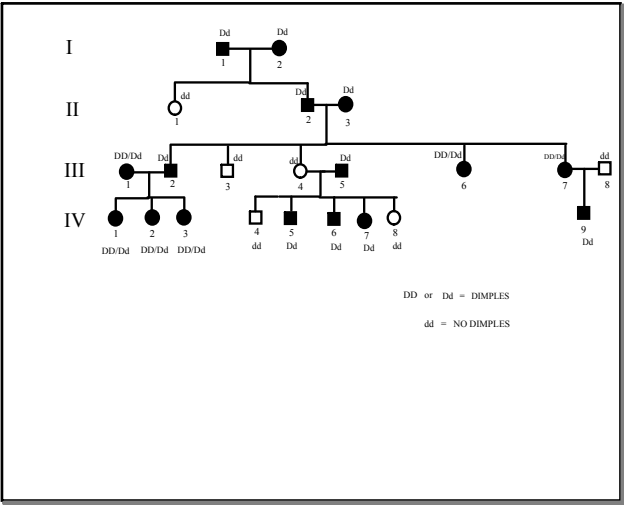 Dd Dd
I
1 2
dd Dd Dd
II
1 2 3
DD/Dd Dd dd dd Dd DD/Dd DD/Dd dd
III
1 2 3 4 5 6 7 8
IV
1 2 3 4 5 6 7 8 9
DD/Dd DD/Dd DD/Dd dd Dd Dd Dd dd Dd
DD or Dd = DIMPLES
dd = NO DIMPLES